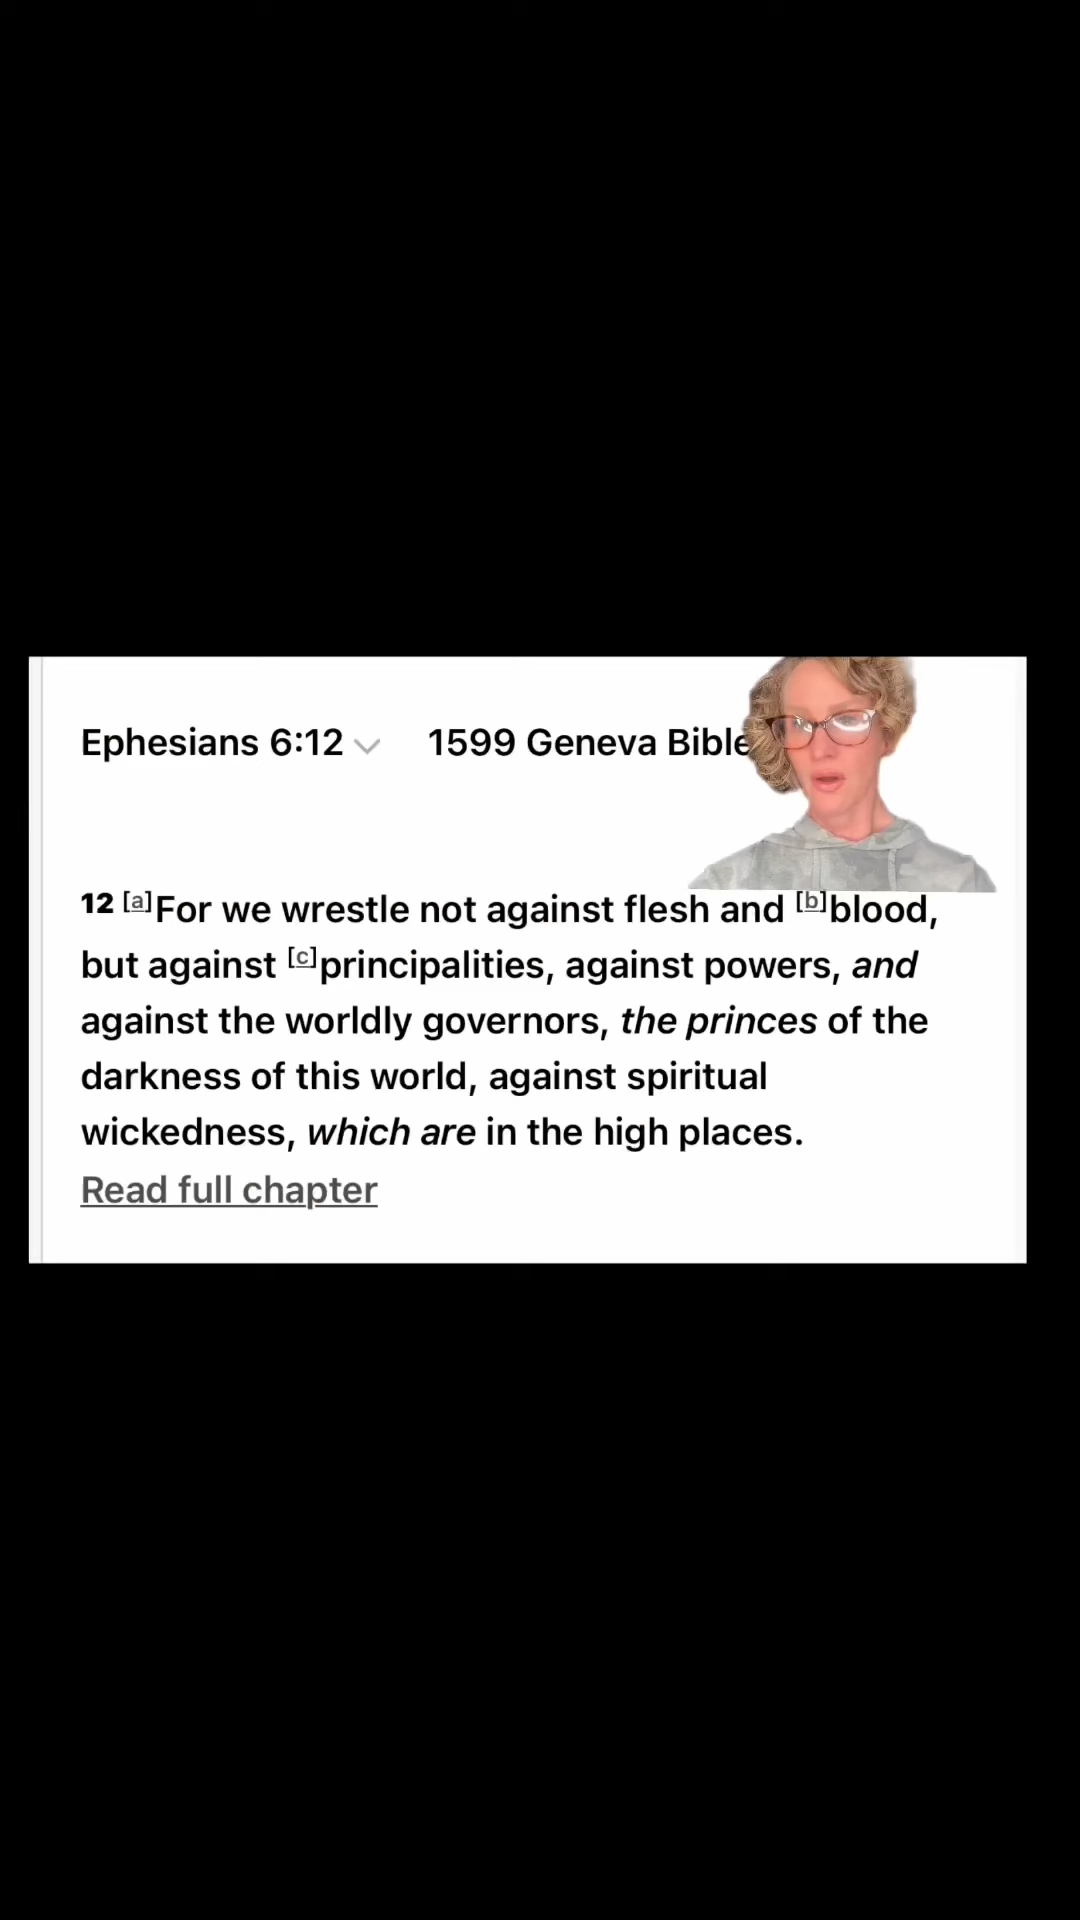 Ephesians 6:12 1599 Geneva Bible
12 [a]For we wrestle not against flesh and [b]blood,
but against [c]principalities, against powers, and
against the worldly governors, the princes of the
darkness of this world, against spiritual
wickedness, which are in the high places.
Read full chapter